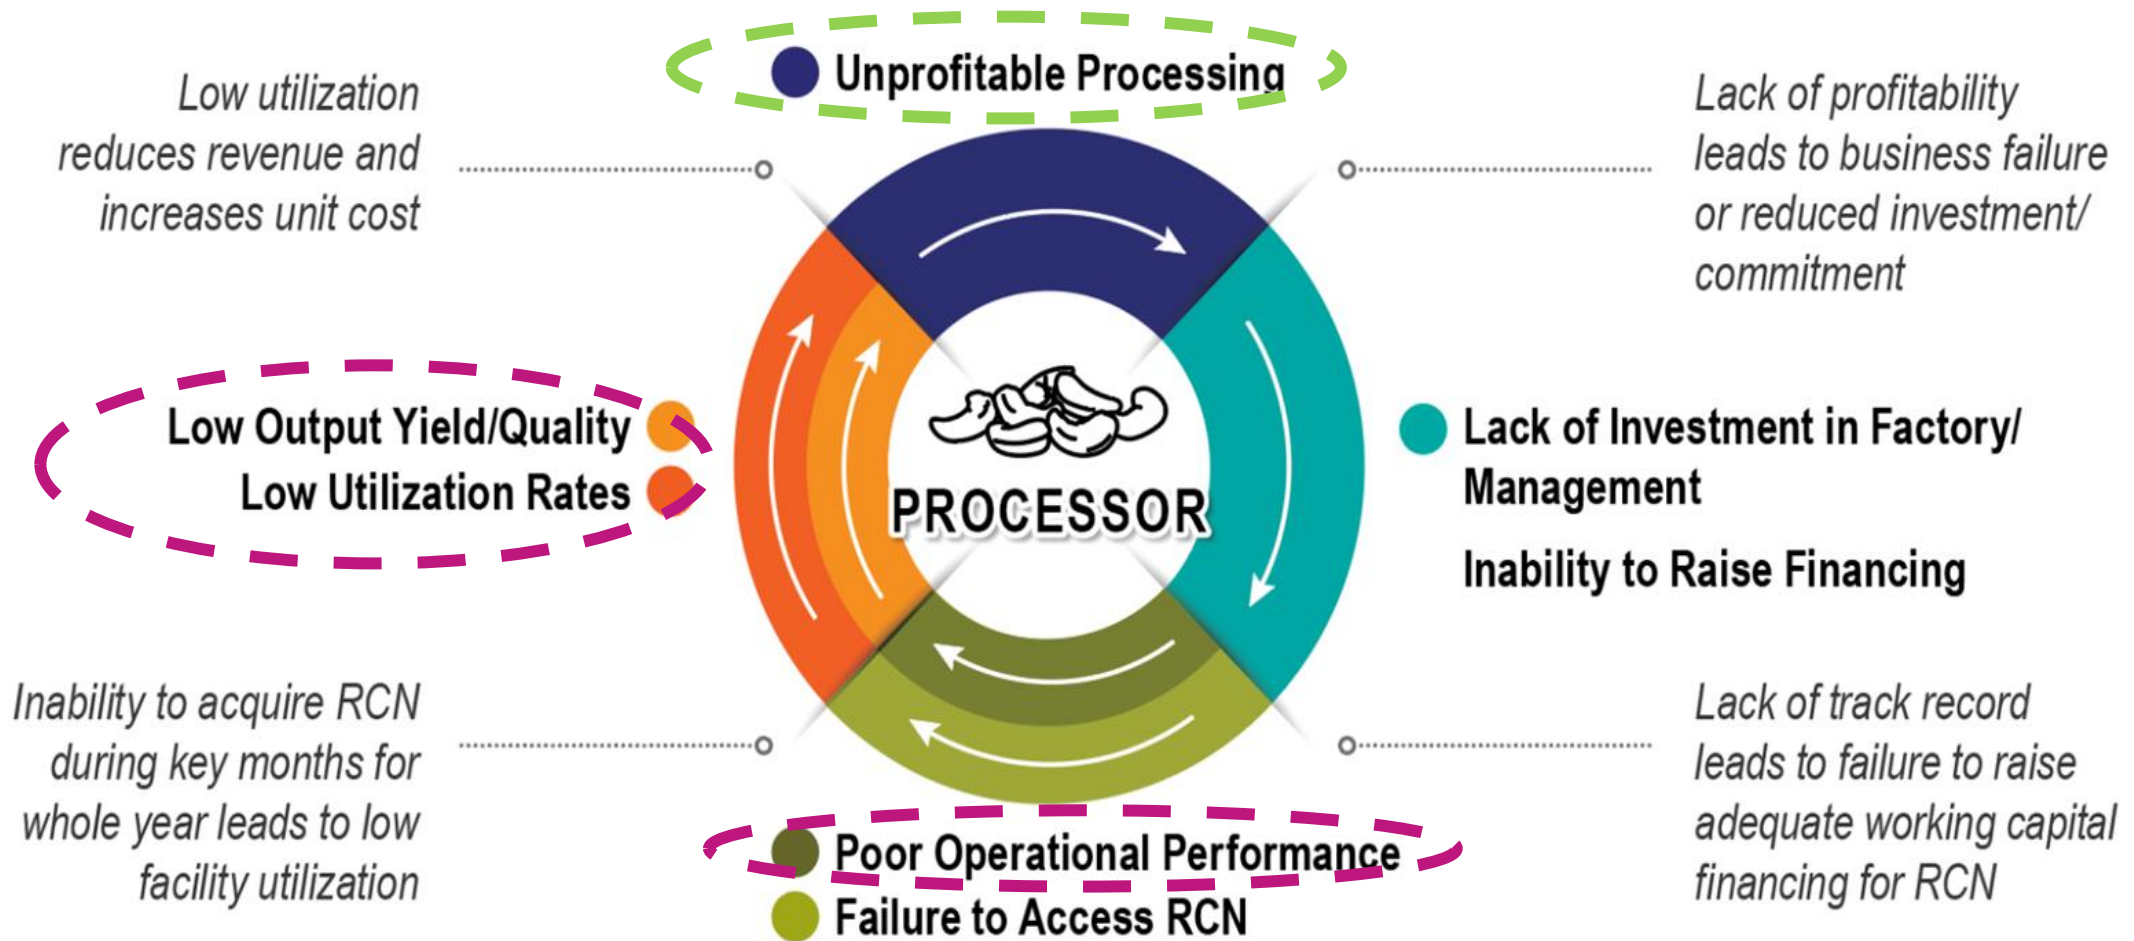 Unprofitable Processing
Low utilization
reduces revenue and
increases unit cost
Lack of profitability
leads to business failure
or reduced investment/
commitment
Low Output Yield/Quality
Low Utilization Rates
PROCESSOR
Lack of Investment in Factory/
Management
Inability to Raise Financing
Inability to acquire RCN
during key months for
whole year leads to low
facility utilization
Lack of track record
leads to failure to raise
adequate working capital
financing for RCN
Poor Operational Performance
Failure to Access RCN